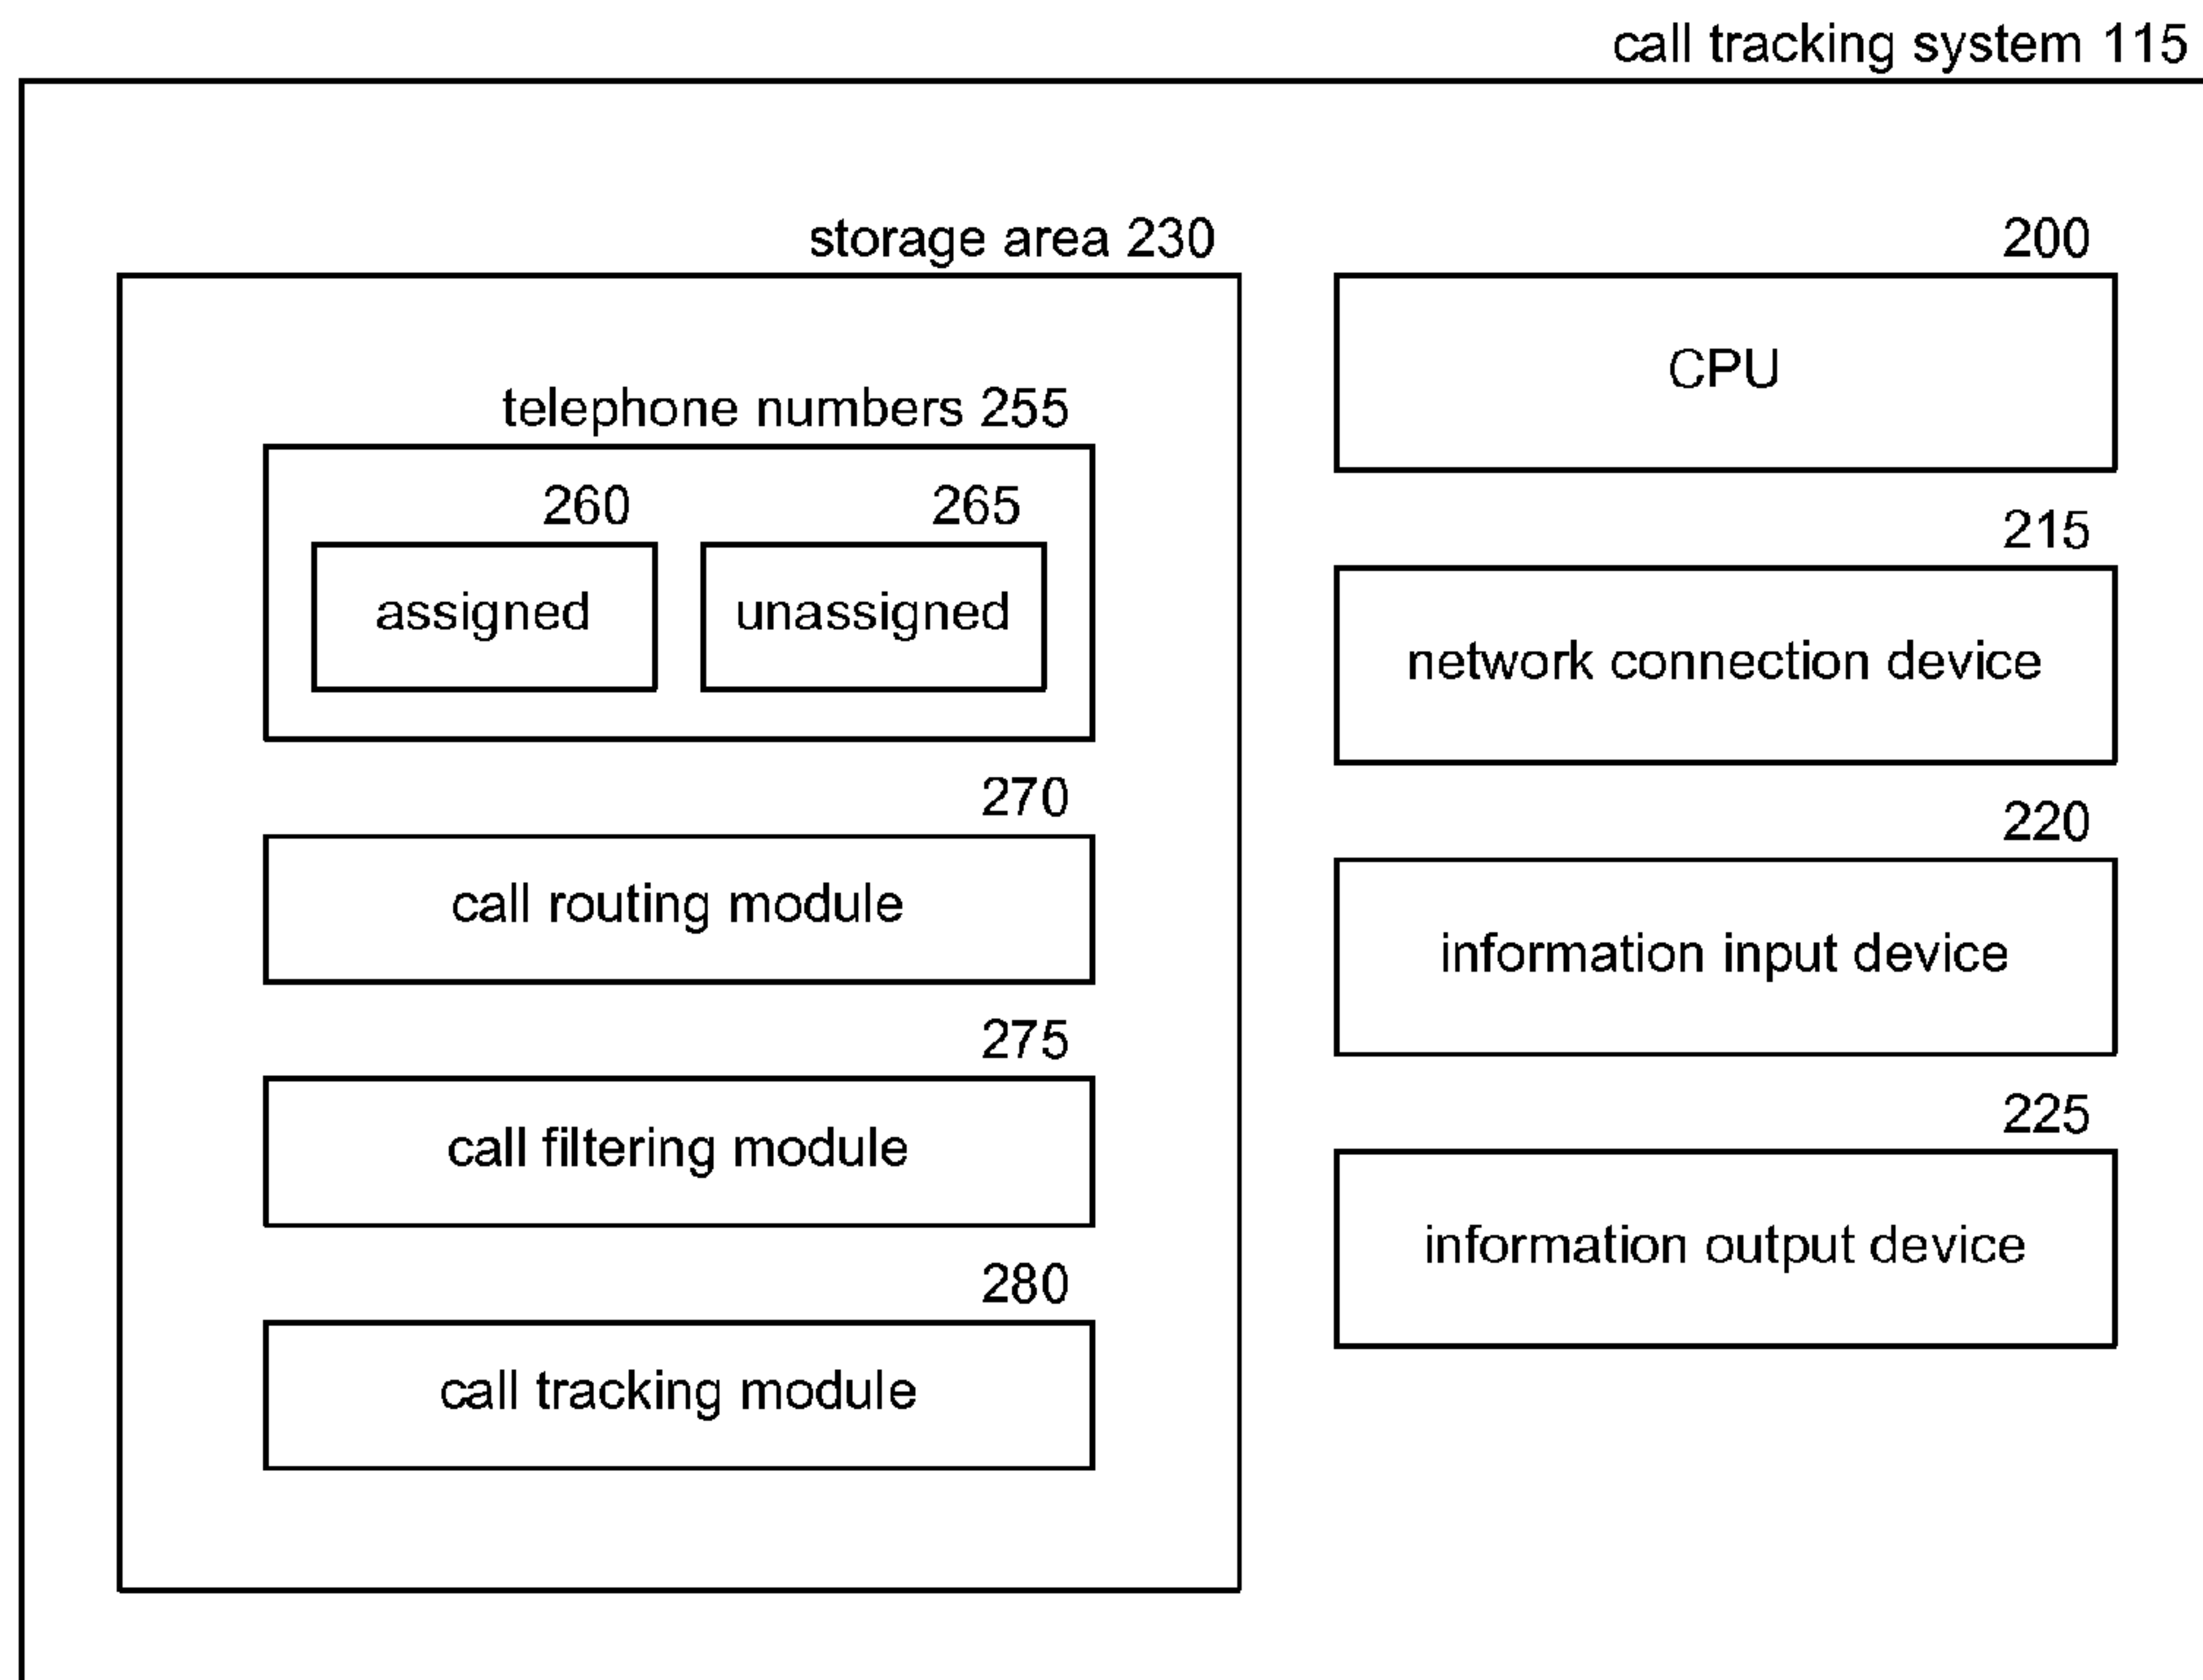 call tracking system 115
storage area 230
telephone numbers 255
260
assigned
265
unassigned
270
call routing module
275
call filtering module
280
call tracking module
200
CPU
215
network connection device
220
information input device
225
information output device